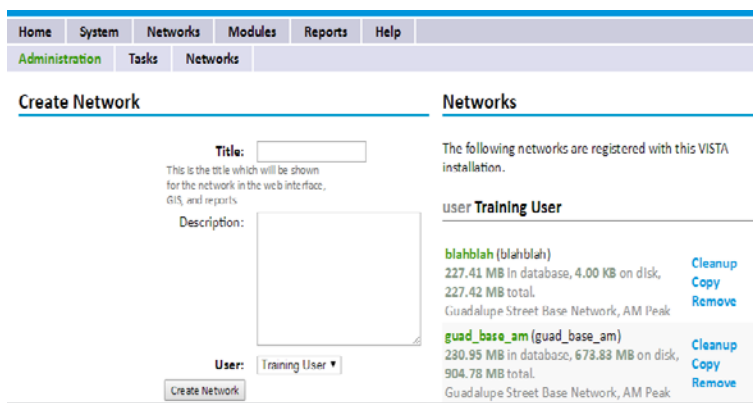 Home System Networks Modules Reports Help
Administration Tasks Networks
Create Network
Title:
This is the title which will be shown
for the network in the web interface,
GIS, and reports
Description:
User: Training User ▼
Create Network
Networks
The following networks are registered with this VISTA
installation.
user Training User
blahblah (blahblah)
227.41 MB in database, 4.00 KB on disk,
227.42 MB total.
Guadalupe Street Base Network, AM Peak
Cleanup
Copy
Remove
guad_base_am (guad_base_am)
230.95 MB in database, 673.83 MB on disk,
904.78 MB total.
Guadalupe Street Base Network, AM Peak
Cleanup
Copy
Remove